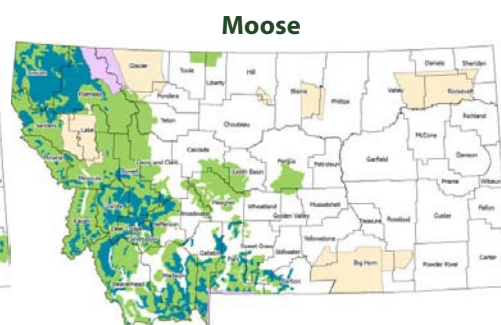 Moose
Daniels Sheridan
Lincoln Glacier Toole Liberty Hill Blaine Phillips Valley Roosevelt
Flathead Pondera Richland
Sanders Lake Teton Chouteau McCone
Mineral Missoula Powell Lewis and Clark Cascade Judith Basin Fergus Petroleum Garfield Dawson
Prairie Wibaux
Granite Meagher Wheatland Musselshell Fallon
Ravalli Deer Lodge Jefferson Broadwater Golden Valley Treasure Rosebud Custer
Silver Bow Gallatin Park Sweet Grass Stillwater Yellowstone
Beaverhead Madison Carbon Big Horn Powder River Carter